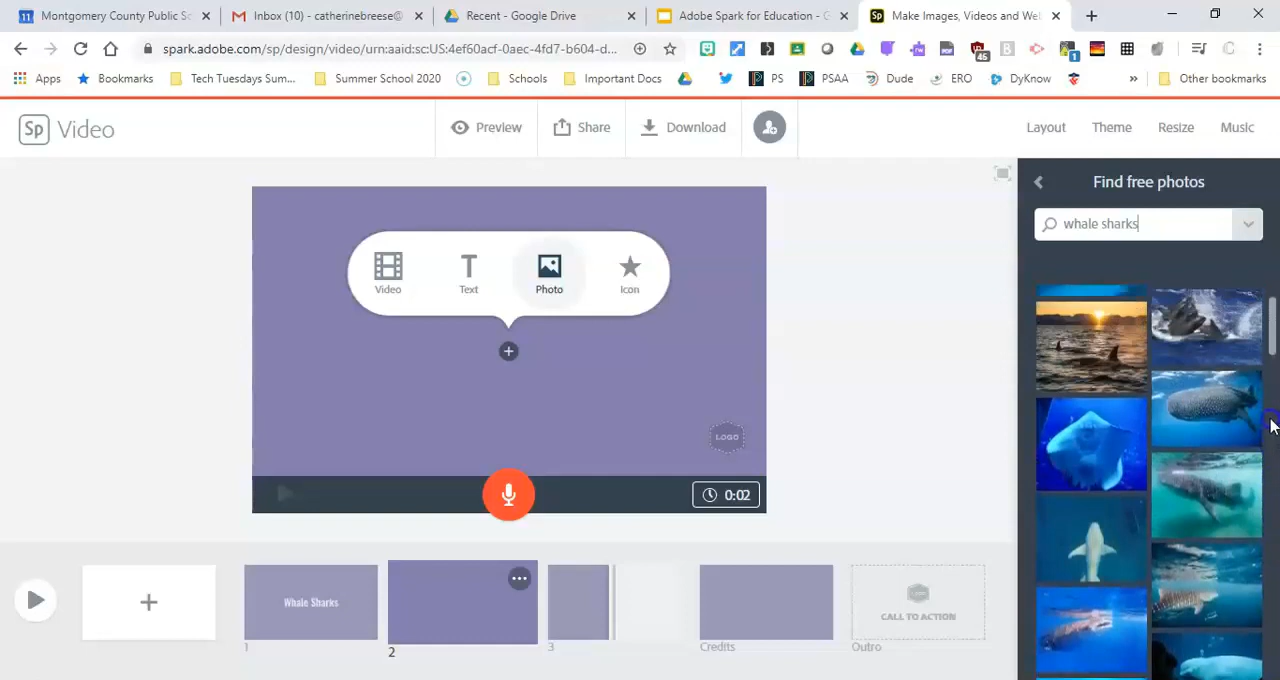 Montgomery County Public Sc
Inbox (10) - catherinebreese@
Recent - Google Drive
Adobe Spark for Education - G
Sp
Make Images, Videos and Web
spark.adobe.com/sp/design/video/urn:aaid:sc:US:4ef60acf-0aec-4fd7-b604-d...
Apps
Bookmarks
Tech Tuesdays Sum...
Summer School 2020
Schools
Important Docs
PS
PSAA
Dude
ERO
DyKnow
»
Other bookmarks
Sp Video
Preview
Share
Download
Layout
Theme
Resize
Music
Find free photos
whale sharks
Video
Text
Photo
Icon
LOGO
0:02
Whale Sharks
CALL TO ACTION
1
2
3
Credits
Outro